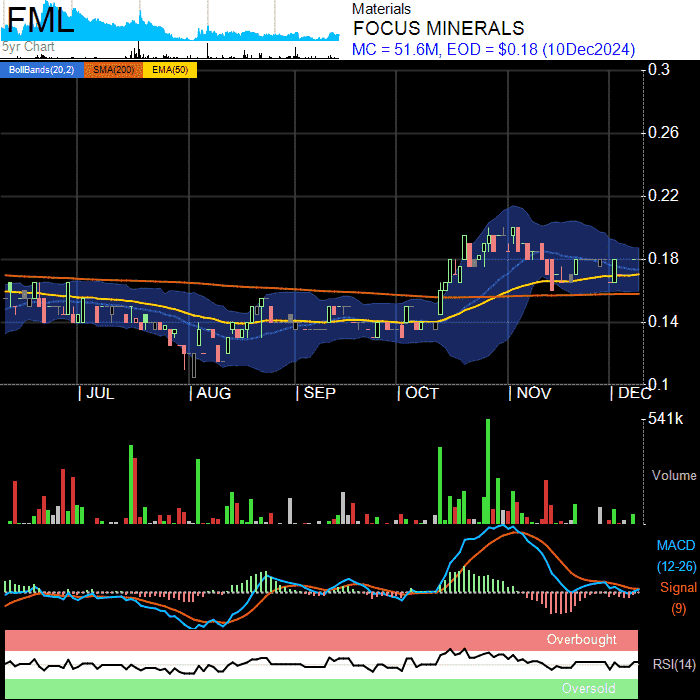 FML
5yr Chart
Materials
FOCUS MINERALS
MC = 51.6M, EOD = $0.18 (10Dec2024)
BollBands(20,2) SMA(200) EMA(50)
0.3
0.26
0.22
0.18
0.14
0.1
JUL AUG SEP OCT NOV DEC
541k
Volume
MACD
(12-26)
Signal
(9)
Overbought
RSI(14)
Oversold